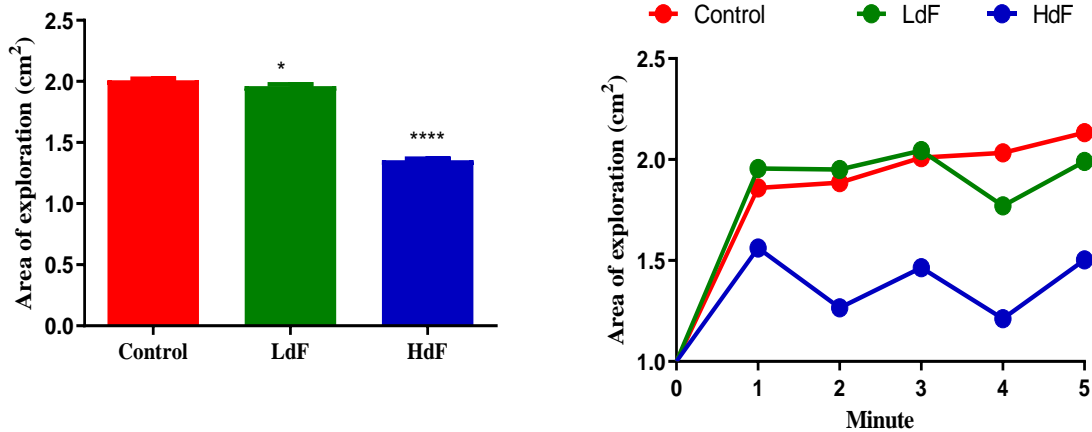 Area of exploration (cm²)
2.5
2.0
1.5
1.0
0.5
0.0
*
****
Control LdF HdF
Control LdF HdF
Area of exploration (cm²)
2.5
2.0
1.5
1.0
0 1 2 3 4 5
Minute